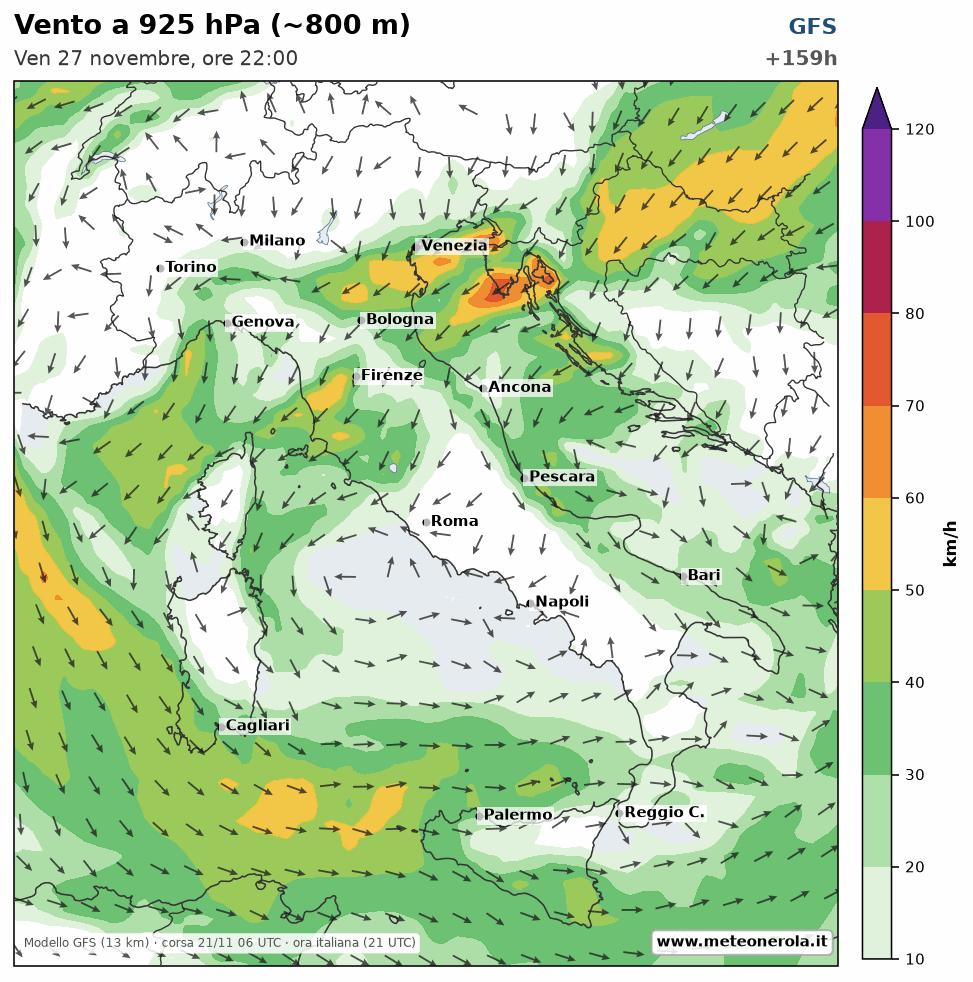 Vento a 925 hPa (~800 m)
GFS
Ven 27 novembre, ore 22:00
+159h
Milano
Venezia
Torino
Genova
Bologna
Firenze
Ancona
Pescara
Roma
Bari
Napoli
Cagliari
Palermo
Reggio C.
120
100
80
70
60
50
40
30
20
10
km/h
Modello GFS (13 km) · corsa 21/11 06 UTC · ora italiana (21 UTC)
www.meteonerola.it